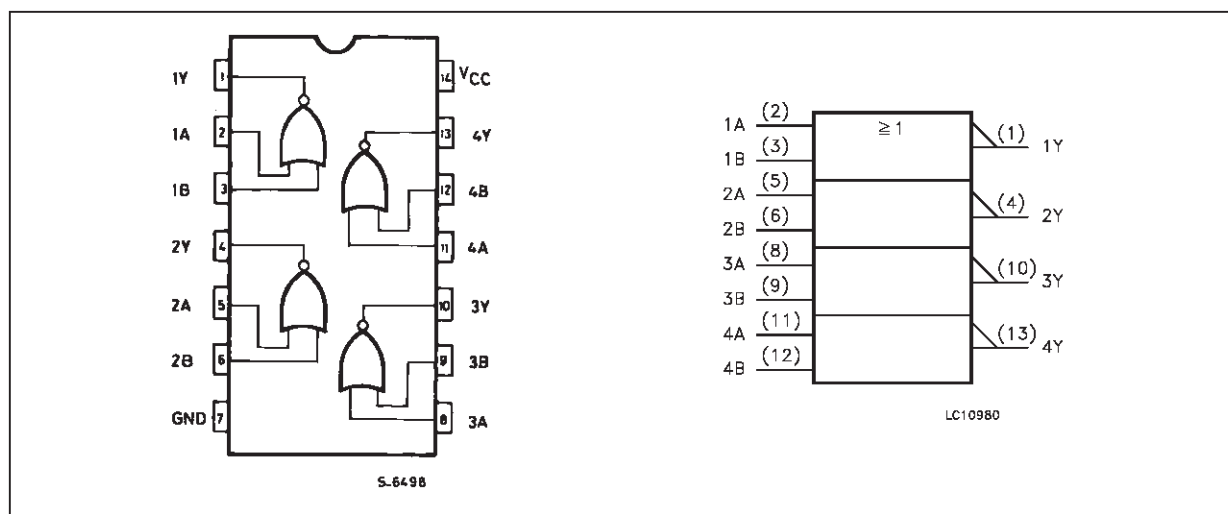 1Y 1 14 VCC
1A 2 13 4Y
1B 3 12 4B
2Y 4 11 4A
2A 5 10 3Y
2B 6 9 3B
GND 7 8 3A
S-6498
1A (2) ≧1 (1) 1Y
1B (3)
2A (5) (4) 2Y
2B (6)
3A (8) (10) 3Y
3B (9)
4A (11) (13) 4Y
4B (12)
LC10980